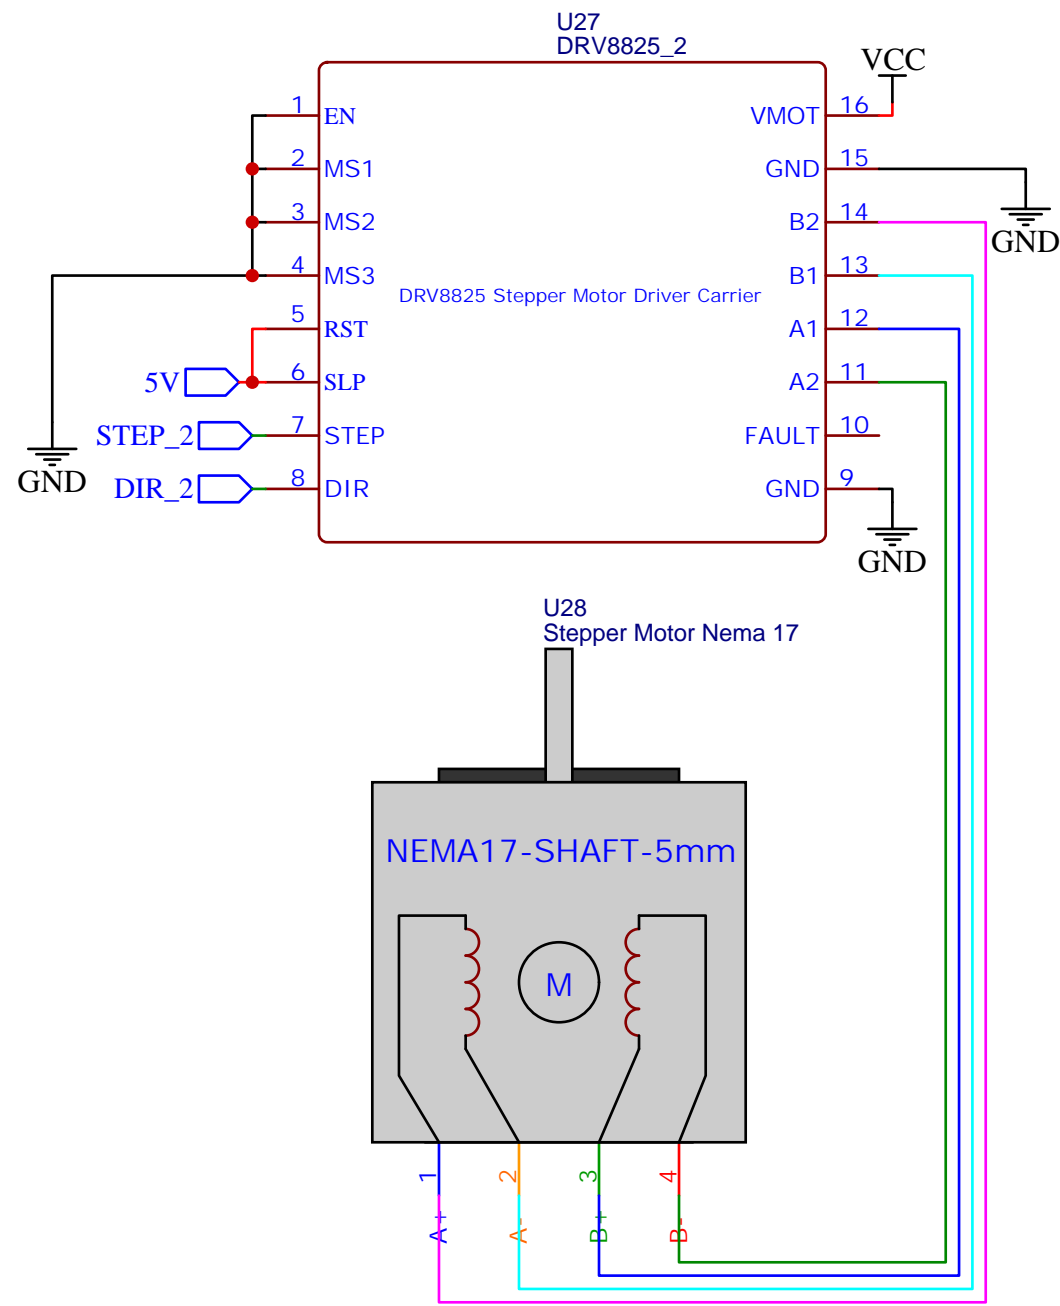 U27
DRV8825_2
VCC
1 EN
2 MS1
3 MS2
4 MS3
5 RST
6 SLP
7 STEP
8 DIR
5V
STEP_2
DIR_2
GND
DRV8825 Stepper Motor Driver Carrier
VMOT 16
GND 15
B2 14
B1 13
A1 12
A2 11
FAULT 10
GND 9
GND
GND
U28
Stepper Motor Nema 17
NEMA17-SHAFT-5mm
M
1
2
3
4
A+
A-
B+
B-